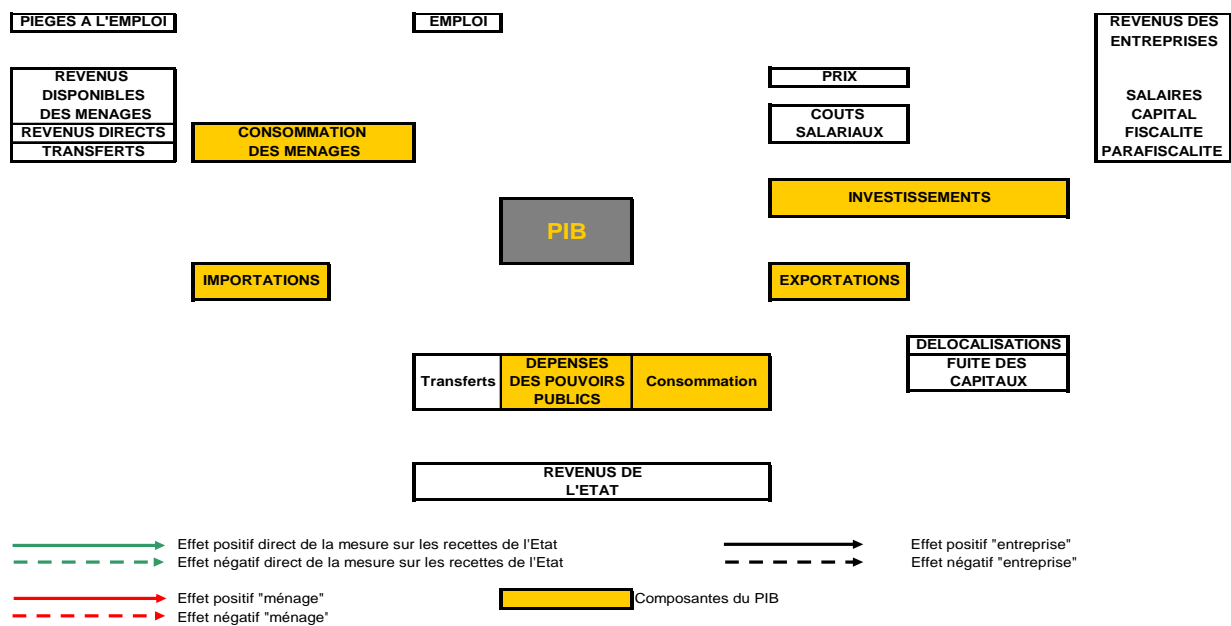 PIEGES A L'EMPLOI
EMPLOI
REVENUS DES
ENTREPRISES
SALAIRES
CAPITAL
FISCALITE
PARAFISCALITE
REVENUS
DISPONIBLES
DES MENAGES
REVENUS DIRECTS
TRANSFERTS
CONSOMMATION
DES MENAGES
PRIX
COUTS
SALARIAUX
INVESTISSEMENTS
PIB
IMPORTATIONS
EXPORTATIONS
DELOCALISATIONS
FUITE DES
CAPITAUX
Transferts
DEPENSES
DES POUVOIRS
PUBLICS
Consommation
REVENUS DE
L'ETAT
Effet positif direct de la mesure sur les recettes de l'Etat
Effet négatif direct de la mesure sur les recettes de l'Etat
Effet positif "entreprise"
Effet négatif "entreprise"
Effet positif "ménage"
Effet négatif "ménage"
Composantes du PIB